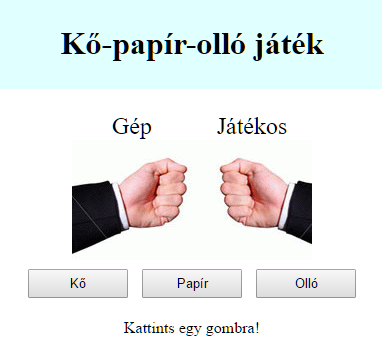 Kő-papír-olló játék
Gép Játékos
Kő Papír Olló
Kattints egy gombra!